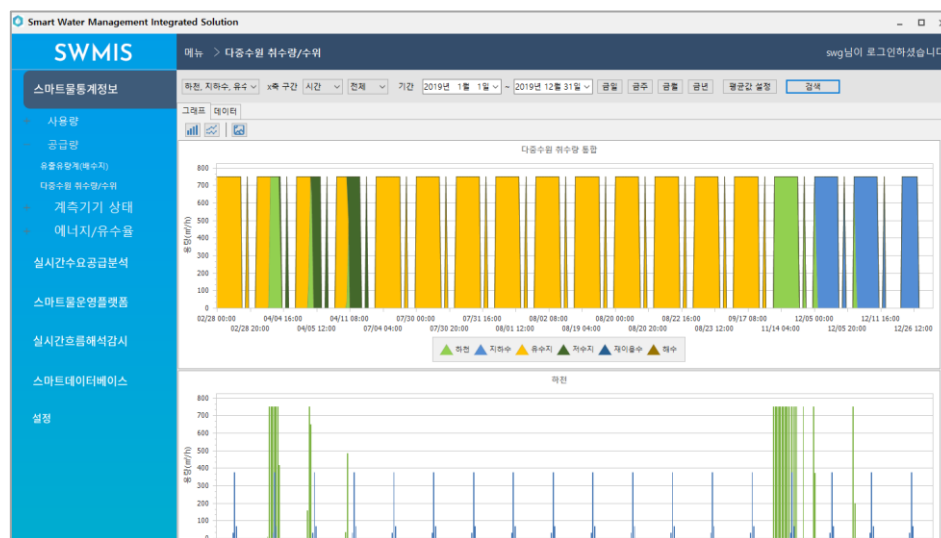 Smart Water Management Integrated Solution
SWMIS
메뉴 > 다중수원 취수량/수위
swg님이 로그인하셨습니다
스마트물통계정보
하천, 지하수, 유수 x축 구간 시간 전체 기간 2019년 1월 1일 ~ 2019년 12월 31일 금일 금주 금월 금년 평균값 설정 검색
그래프 데이터
사용량
공급량
유출유량계(배수지)
다중수원 취수량/수위
계측기기 상태
에너지/유수율
실시간수요공급분석
스마트물운영플랫폼
실시간흐름해석감시
스마트데이터베이스
설정
다중수원 취수량 통합
800
700
600
500
400
300
200
100
0
용량(㎥/h)
02/28 00:00 04/04 16:00 04/11 08:00 07/30 00:00 07/31 16:00 08/02 08:00 08/20 00:00 08/22 16:00 09/17 08:00 12/05 00:00 12/11 16:00
02/28 20:00 04/05 12:00 07/04 04:00 07/30 20:00 08/01 12:00 08/19 04:00 08/20 20:00 08/23 12:00 11/14 04:00 12/05 20:00 12/26 12:00
하천 지하수 유수지 저수지 재이용수 해수
하천
800
700
600
500
400
300
200
100
0
용량(㎥/h)